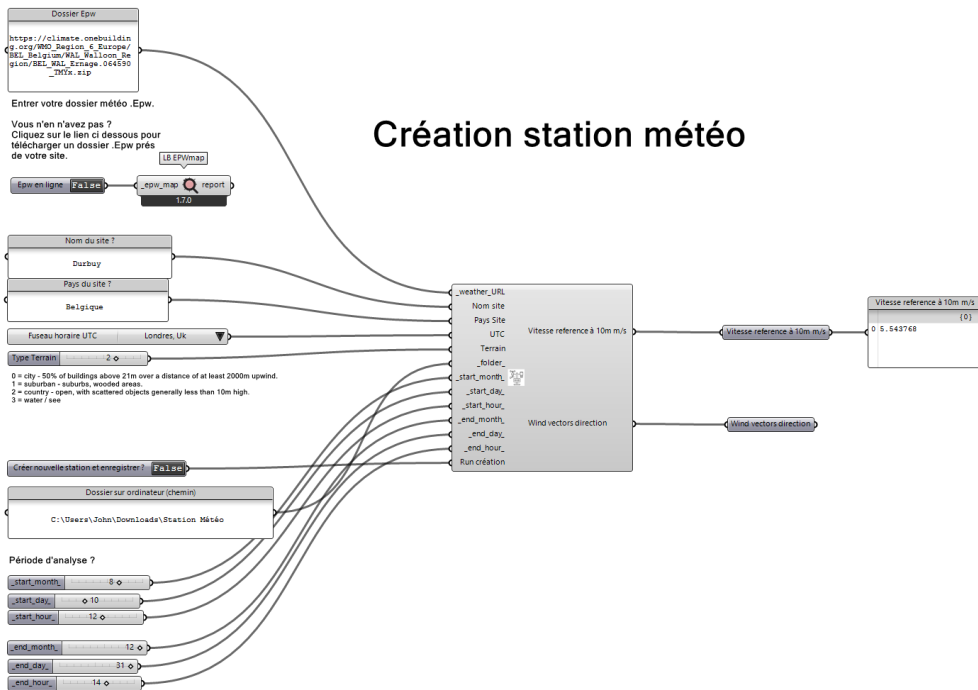 Dossier Epw
https://climate.onebuildin
g.org/WMO_Region_6_Europe/
BEL_Belgium/WAL_Walloon_Re
gion/BEL_WAL_Ernage.064590
_TMYx.zip
Entrer votre dossier météo .Epw.
Vous n'en n'avez pas ?
Cliquez sur le lien ci dessous pour
télécharger un dossier .Epw prés
de votre site.
LB EPWmap
Epw en ligne False
_epw_map report
1.7.0
Création station météo
Nom du site ?
Durbuy
Pays du site ?
Belgique
Fuseau horaire UTC Londres, Uk
Type Terrain 2
0 = city - 50% of buildings above 21m over a distance of at least 2000m upwind.
1 = suburban - suburbs, wooded areas.
2 = country - open, with scattered objects generally less than 10m high.
3 = water / see
Créer nouvelle station et enregistrer ? False
Dossier sur ordinateur (chemin)
C:\Users\John\Downloads\Station Météo
Période d'analyse ?
_start_month_ 8
_start_day_ 10
_start_hour_ 12
_end_month_ 12
_end_day_ 31
_end_hour_ 14
_weather_URL
Nom site
Pays Site
UTC
Terrain
_folder_
_start_month_
_start_day_
_start_hour_
_end_month_
_end_day_
_end_hour_
Run création
Vitesse reference à 10m m/s
Wind vectors direction
Vitesse reference à 10m m/s
Wind vectors direction
Vitesse reference à 10m m/s
{0}
0 5.543768